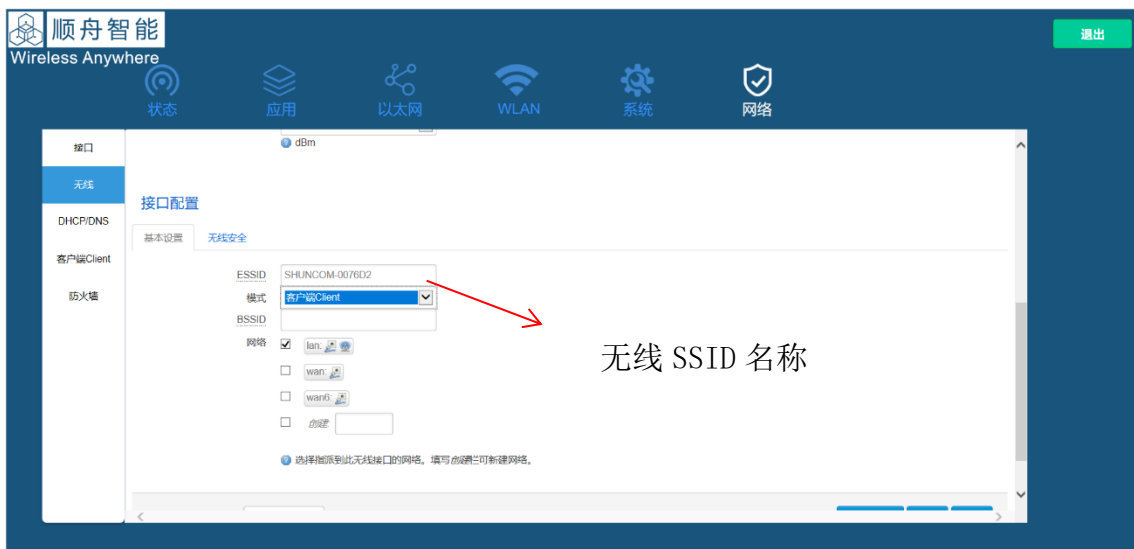 顺舟智能
Wireless Anywhere
退出
状态
应用
以太网
WLAN
系统
网络
接口
无线
DHCP/DNS
客户端Client
防火墙
dBm
接口配置
基本设置
无线安全
ESSID
SHUNCOM-0076D2
模式
客户端Client
BSSID
网络
lan:
wan:
wan6:
创建:
选择指派到此无线接口的网络。填写创建栏可新建网络。
无线 SSID 名称